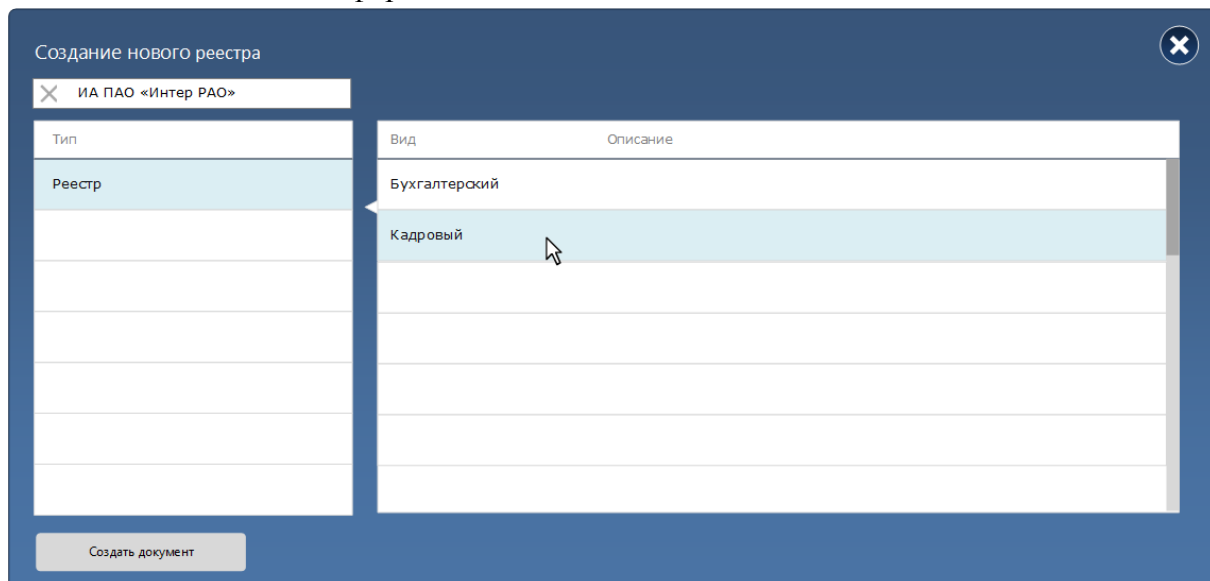 Создание нового реестра
ИА ПАО «Интер РАО»
Тип
Вид Описание
Реестр
Бухгалтерский
Кадровый
Создать документ